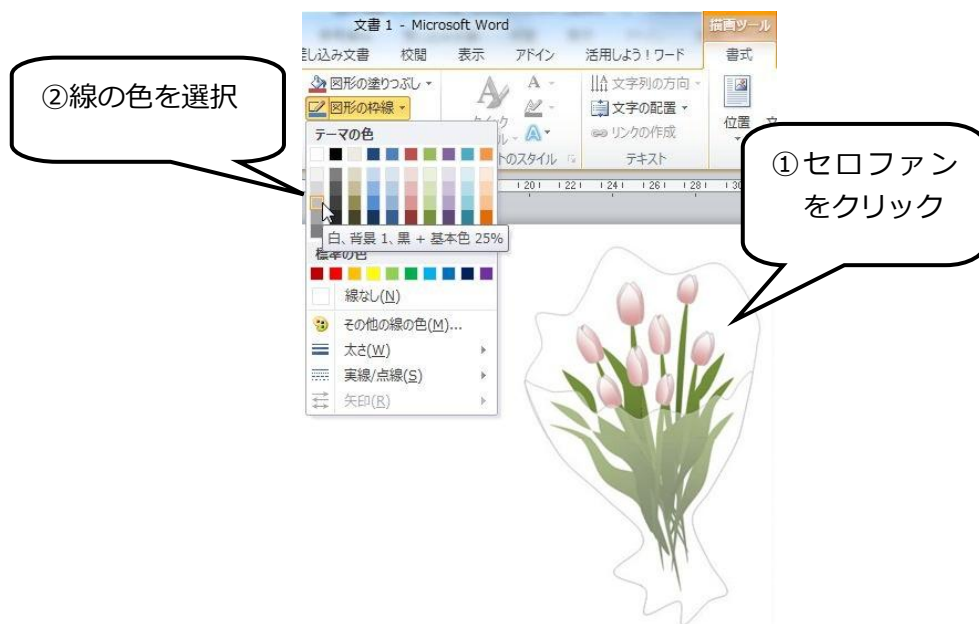 文書 1 - Microsoft Word
描画ツール
差し込み文書 校閲 表示 アドイン 活用しよう！ワード 書式
②線の色を選択
図形の塗りつぶし
図形の枠線
文字列の方向
文字の配置
リンクの作成
位置
テキスト
テーマの色
20 22 24 26 28 30
①セロファン
をクリック
白、背景 1、黒 + 基本色 25%
標準の色
線なし(N)
その他の線の色(M)...
太さ(W)
実線/点線(S)
矢印(R)